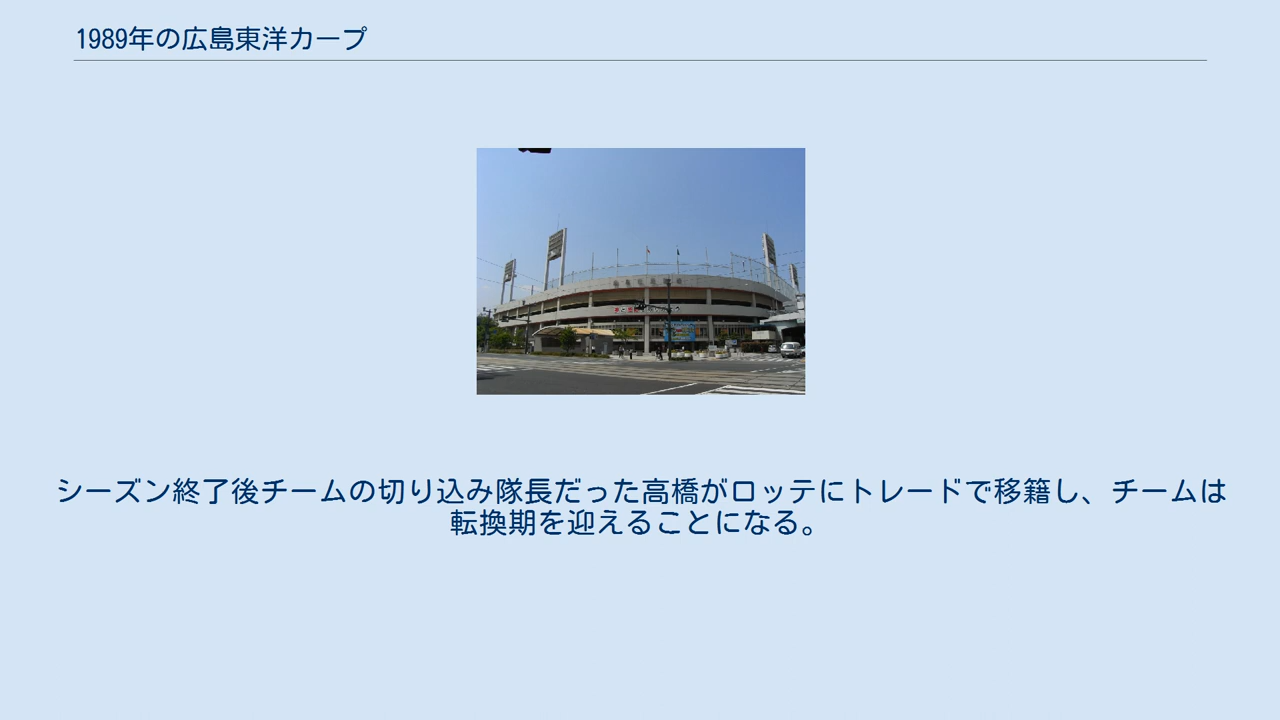 1989年の広島東洋カープ
シーズン終了後チームの切り込み隊長だった高橋がロッテにトレードで移籍し、チームは
転換期を迎えることになる。